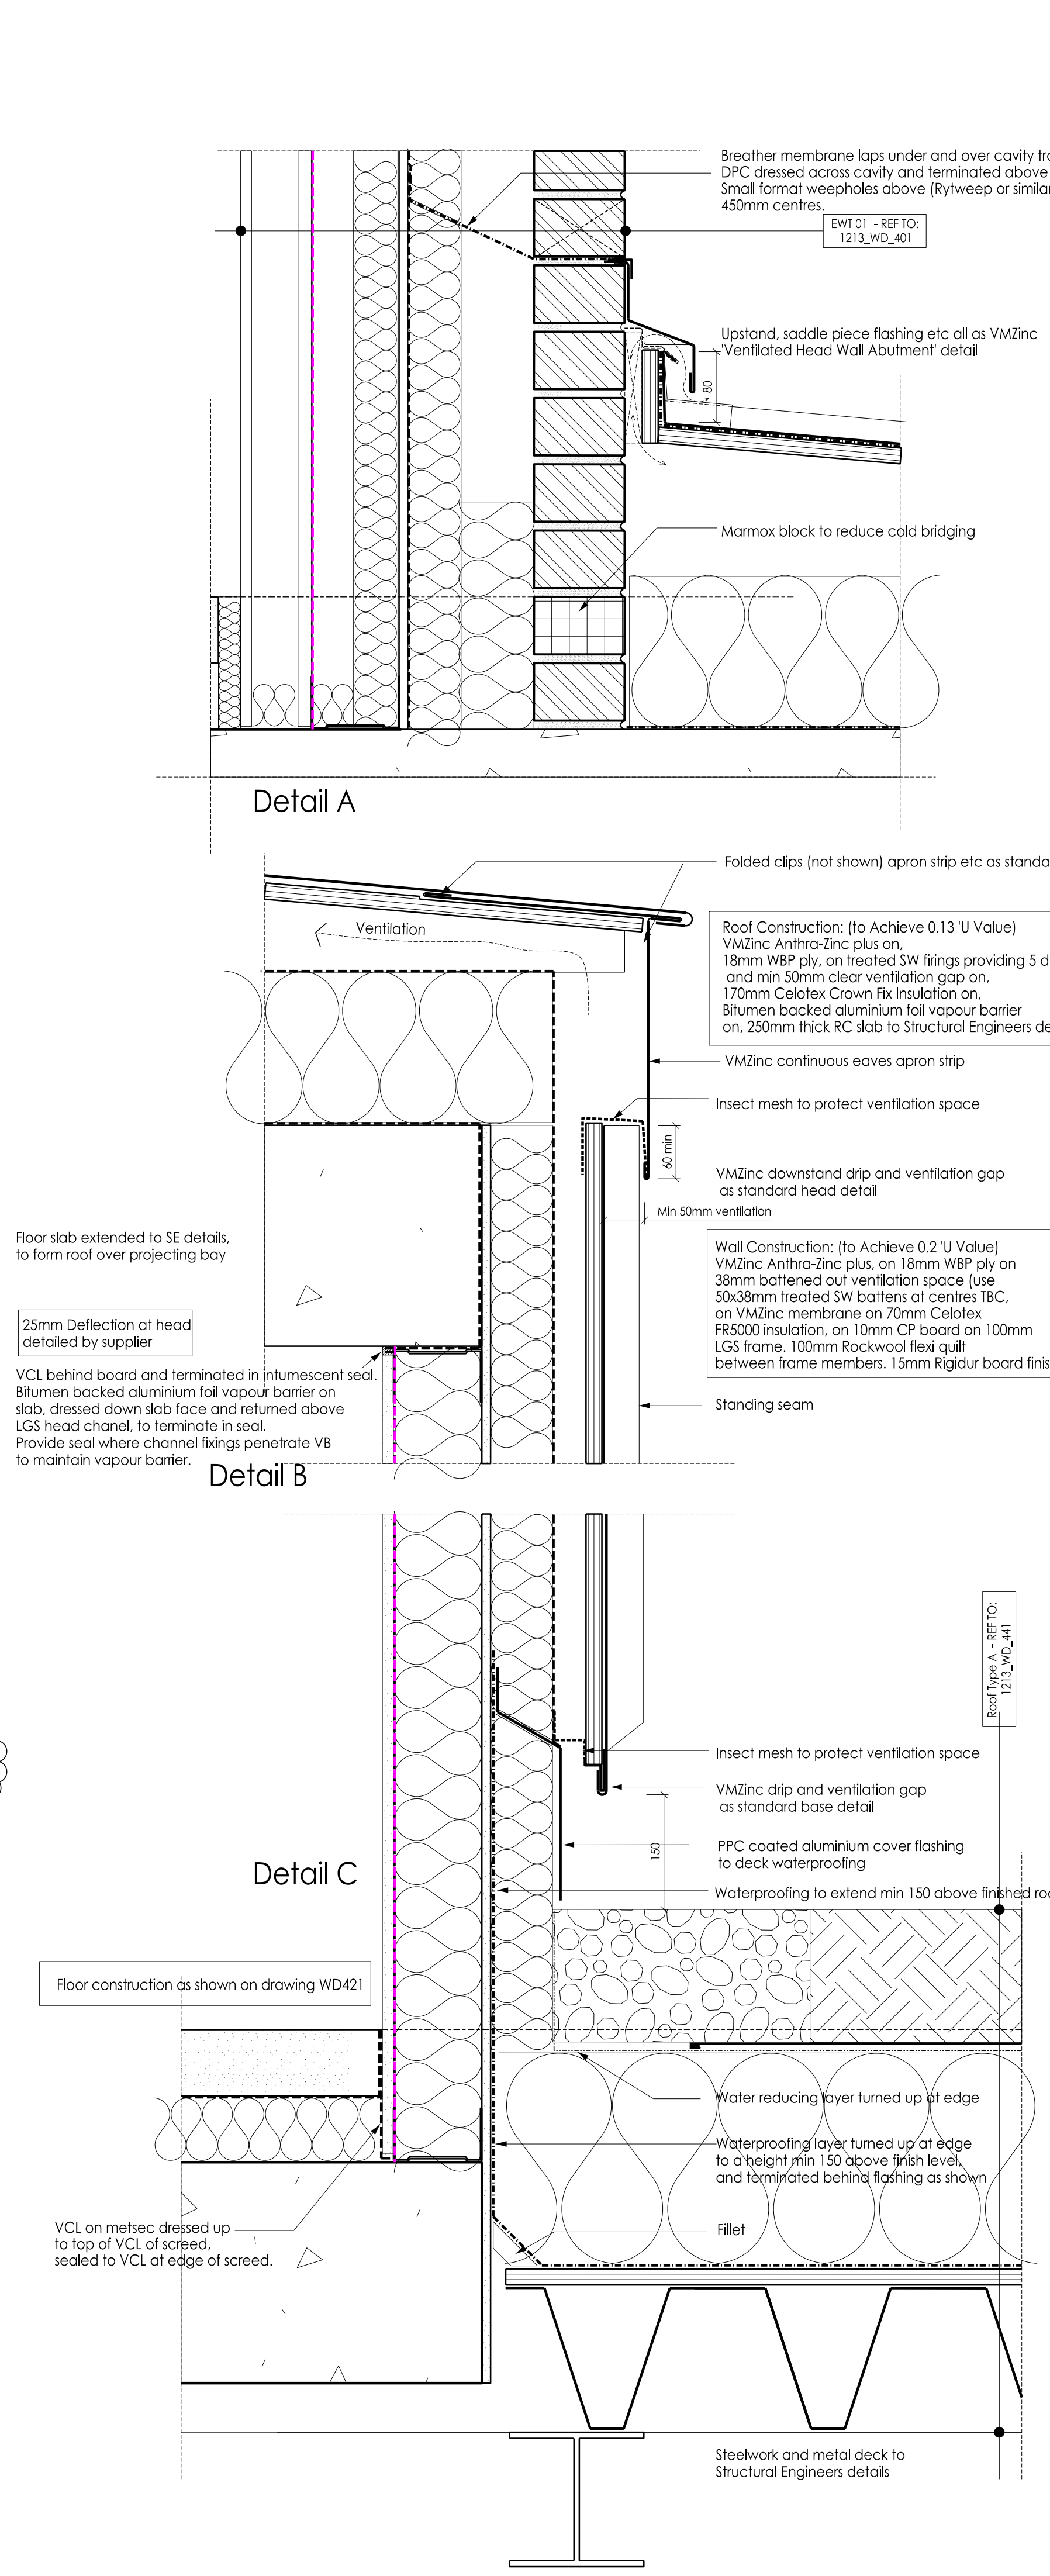 Breather membrane laps under and over cavity
DPC dressed across cavity and terminated above
Small format weepholes above (Rytweep or
450mm centres.
EWT 01 - REF TO:
1213_WD_401
Upstand, saddle piece flashing etc all as VMZinc
'Ventilated Head Wall Abutment' detail
80
Marmox block to reduce cold bridging
Detail A
Folded clips (not shown) apron strip etc as
Ventilation
Roof Construction: (to Achieve 0.13 'U Value)
VMZinc Anthra-Zinc plus on,
18mm WBP ply, on treated SW firings providing 5
and min 50mm clear ventilation gap on,
170mm Celotex Crown Fix Insulation on,
Bitumen backed aluminium foil vapour barrier
on, 250mm thick RC slab to Structural Engineers
VMZinc continuous eaves apron strip
Insect mesh to protect ventilation space
60 min
VMZinc downstand drip and ventilation gap
as standard head detail
Min 50mm ventilation
Floor slab extended to SE details,
to form roof over projecting bay
Wall Construction: (to Achieve 0.2 'U Value)
VMZinc Anthra-Zinc plus, on 18mm WBP ply on
38mm battened out ventilation space (use
50x38mm treated SW battens at centres TBC,
on VMZinc membrane on 70mm Celotex
FR5000 insulation, on 10mm CP board on 100mm
LGS frame. 100mm Rockwool flexi quilt
between frame members. 15mm Rigidur board
25mm Deflection at head
detailed by supplier
VCL behind board and terminated in intumescent seal.
Bitumen backed aluminium foil vapour barrier on
slab, dressed down slab face and returned above
LGS head chanel, to terminate in seal.
Provide seal where channel fixings penetrate VB
to maintain vapour barrier.
Standing seam
Detail B
Roof Type A - REF TO:
1213_WD_441
Insect mesh to protect ventilation space
VMZinc drip and ventilation gap
as standard base detail
150
PPC coated aluminium cover flashing
to deck waterproofing
Detail C
Waterproofing to extend min 150 above finished
Floor construction as shown on drawing WD421
Water reducing layer turned up at edge
Waterproofing layer turned up at edge
to a height min 150 above finish level,
and terminated behind flashing as shown
VCL on metsec dressed up
to top of VCL of screed,
sealed to VCL at edge of screed.
Fillet
Steelwork and metal deck to
Structural Engineers details